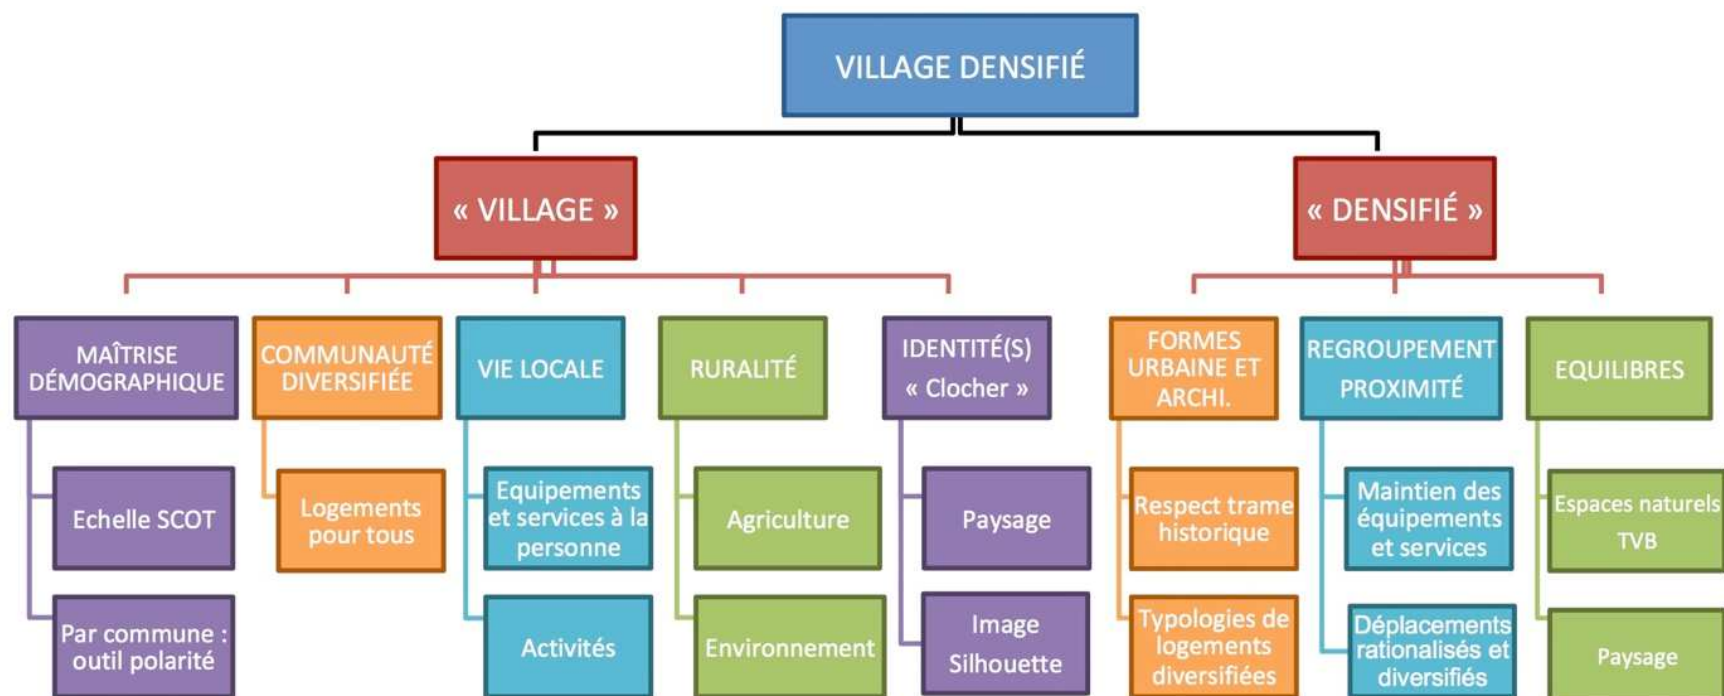 VILLAGE DENSIFIÉ
« VILLAGE »
« DENSIFIÉ »
MAÎTRISE
DÉMOGRAPHIQUE
COMMUNAUTÉ
DIVERSIFIÉE
VIE LOCALE
RURALITÉ
IDENTITÉ(S)
« Clocher »
FORMES
URBAINE ET
ARCHI.
REGROUPEMENT
PROXIMITÉ
EQUILIBRES
Echelle SCOT
Logements
pour tous
Equipements
et services à la
personne
Agriculture
Paysage
Respect trame
historique
Maintien des
équipements
et services
Espaces naturels
TVB
Par commune :
outil polarité
Activités
Environnement
Image
Silhouette
Typologies de
logements
diversifiées
Déplacements
rationalisés et
diversifiés
Paysage